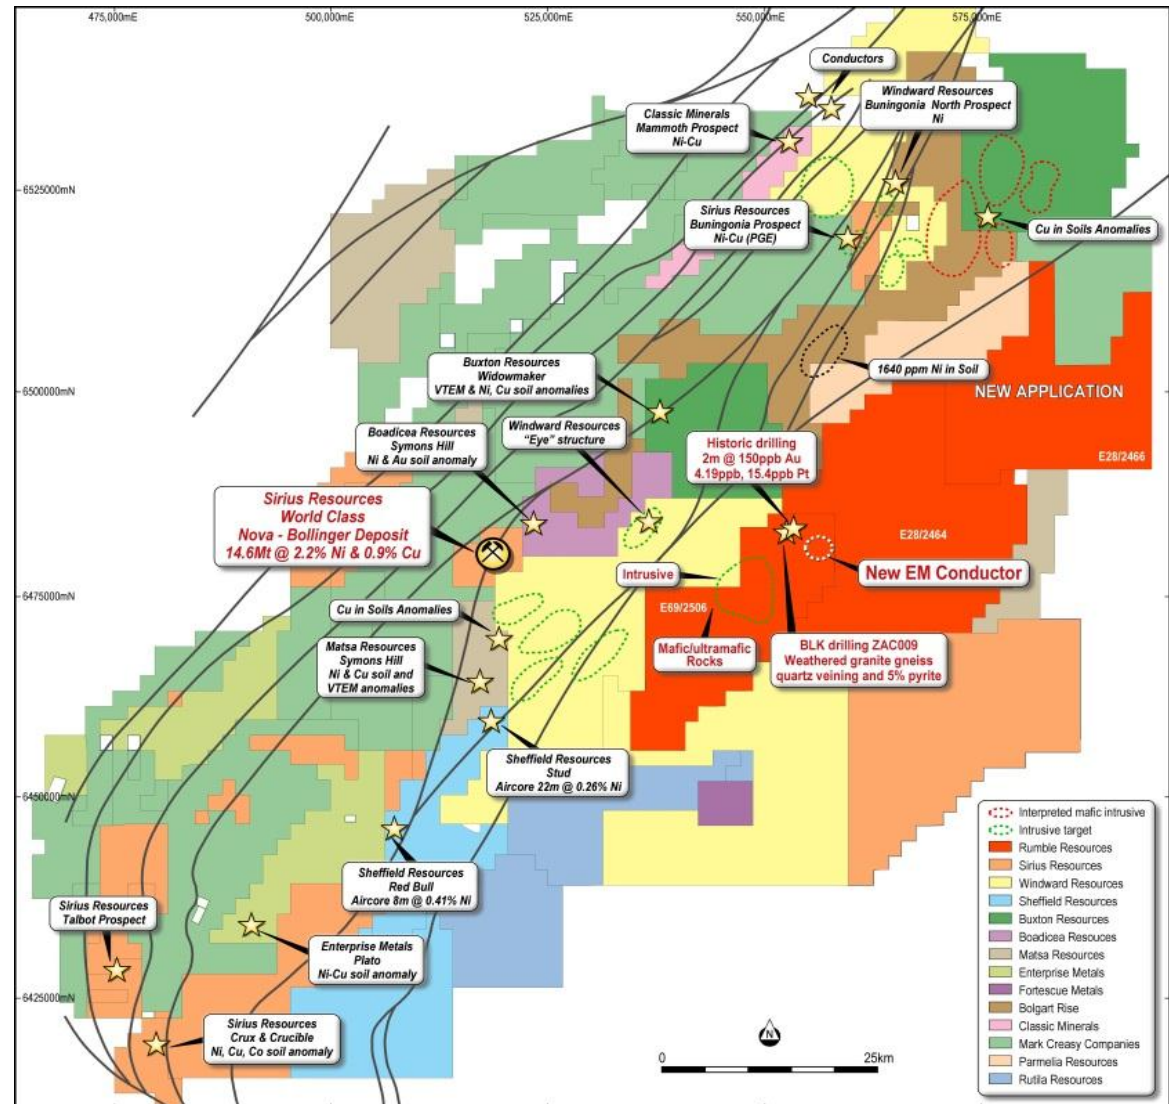 475,000mE
500,000mE
525,000mE
550,000mE
575,000mE
Conductors
Windward Resources
Buningonia North Prospect
Ni
Classic Minerals
Mammoth Prospect
Ni-Cu
6525000mN
Sirius Resources
Buningonia Prospect
Ni-Cu (PGE)
Cu in Soils Anomalies
Buxton Resources
Widowmaker
VTEM & Ni, Cu soil anomalies
1640 ppm Ni in Soil
6500000mN
NEW APPLICATION
Boadicea Resources
Symons Hill
Ni & Au soil anomaly
Windward Resources
“Eye” structure
Historic drilling
2m @ 150ppb Au
4.19ppb, 15.4ppb Pt
E28/2466
Sirius Resources
World Class
Nova - Bollinger Deposit
14.6Mt @ 2.2% Ni & 0.9% Cu
E28/2464
Intrusive
New EM Conductor
6475000mN
E69/2506
Cu in Soils Anomalies
Matsa Resources
Symons Hill
Ni & Cu soil and
VTEM anomalies
Mafic/ultramafic
Rocks
BLK drilling ZAC009
Weathered granite gneiss
quartz veining and 5% pyrite
Sheffield Resources
Stud
Aircore 22m @ 0.26% Ni
6450000mN
Sheffield Resources
Red Bull
Aircore 8m @ 0.41% Ni
Sirius Resources
Talbot Prospect
Enterprise Metals
Plato
Ni-Cu soil anomaly
6425000mN
Sirius Resources
Crux & Crucible
Ni, Cu, Co soil anomaly
N
0
25km
Interpreted mafic intrusive
Intrusive target
Rumble Resources
Sirius Resources
Windward Resources
Sheffield Resources
Buxton Resources
Boadicea Resouces
Matsa Resources
Enterprise Metals
Fortescue Metals
Bolgart Rise
Classic Minerals
Mark Creasy Companies
Parmelia Resources
Rutila Resources